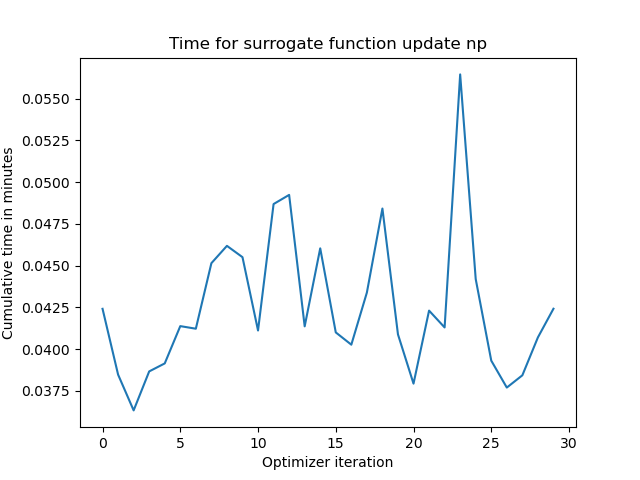 Time for surrogate function update np
Cumulative time in minutes
0.0550
0.0525
0.0500
0.0475
0.0450
0.0425
0.0400
0.0375
0 5 10 15 20 25 30
Optimizer iteration